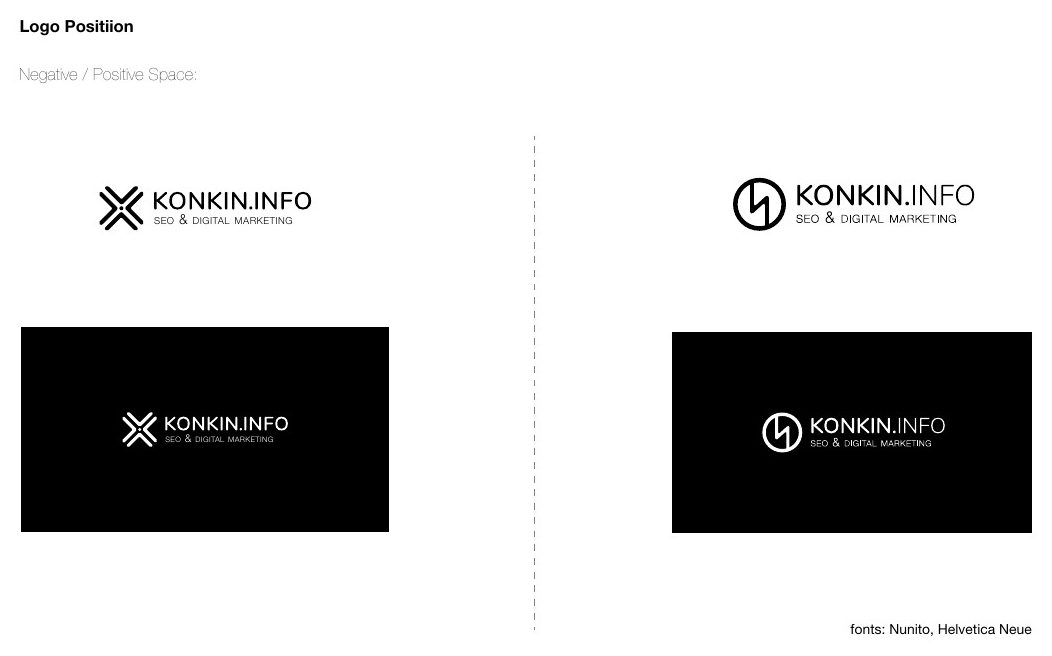 Logo Positiion
Negative / Positive Space:
KONKIN.INFO
SEO & DIGITAL MARKETING
KONKIN.INFO
SEO & DIGITAL MARKETING
KONKIN.INFO
SEO & DIGITAL MARKETING
KONKIN.INFO
SEO & DIGITAL MARKETING
fonts: Nunito, Helvetica Neue